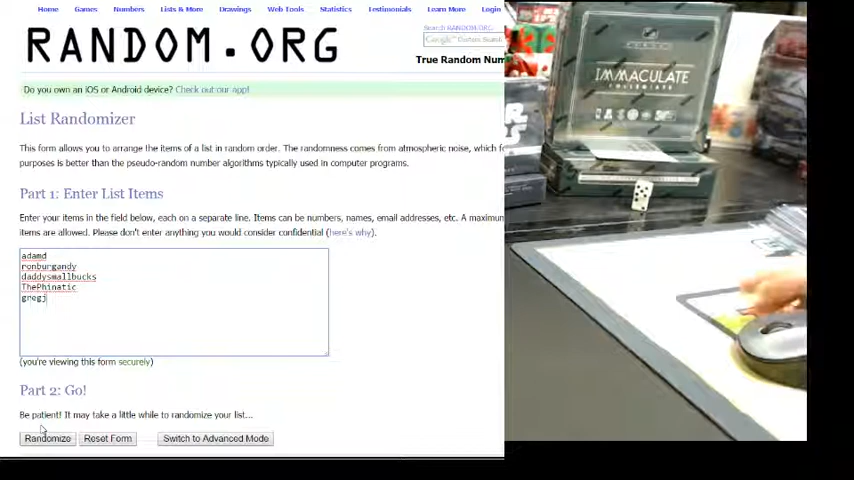 Home Games Numbers Lists & More Drawings Web Tools Statistics Testimonials Learn More Login
RANDOM.ORG
Search RANDOM.ORG
Google™ Custom Sear
True Random Num
Do you own an iOS or Android device? Check out our app!
List Randomizer
This form allows you to arrange the items of a list in random order. The randomness comes from atmospheric noise, which fo
purposes is better than the pseudo-random number algorithms typically used in computer programs.
Part 1: Enter List Items
Enter your items in the field below, each on a separate line. Items can be numbers, names, email addresses, etc. A maximum
items are allowed. Please don't enter anything you would consider confidential (here's why).
adamd
ronburgandy
daddysmallbucks
ThePhinatic
gregj
(you're viewing this form securely)
Part 2: Go!
Be patient! It may take a little while to randomize your list...
Randomize Reset Form Switch to Advanced Mode
IMMACULATE
COLLEGIATE